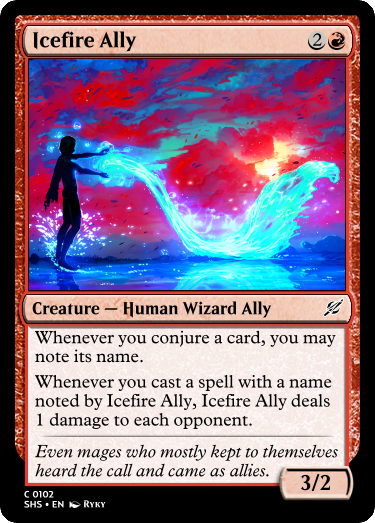 Icefire Ally 2
Creature — Human Wizard Ally
Whenever you conjure a card, you may
note its name.
Whenever you cast a spell with a name
noted by Icefire Ally, Icefire Ally deals
1 damage to each opponent.
Even mages who mostly kept to themselves
heard the call and came as allies.
3/2
C 0102
SHS • EN Ryky